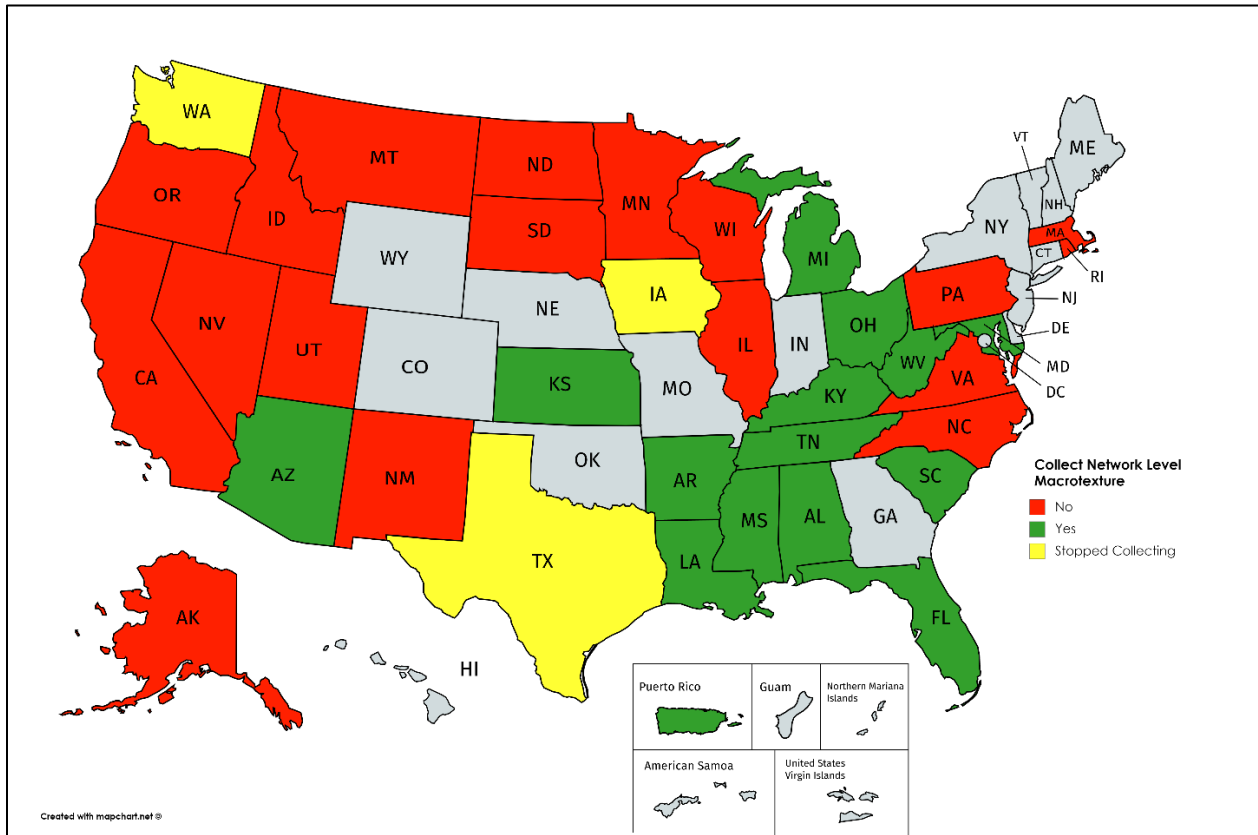 WA
OR
CA
NV
ID
MT
WY
UT
AZ
CO
NM
ND
SD
NE
KS
OK
TX
MN
IA
MO
AR
LA
WI
IL
MI
IN
OH
KY
TN
MS
AL
GA
FL
SC
NC
VA
WV
PA
NY
VT
NH
ME
MA
CT
RI
NJ
DE
MD
DC
AK
HI
Collect Network Level
Macrotexture
No
Yes
Stopped Collecting
Puerto Rico
Guam
Northern Mariana
Islands
American Samoa
United States
Virgin Islands
Created with mapchart.net ©